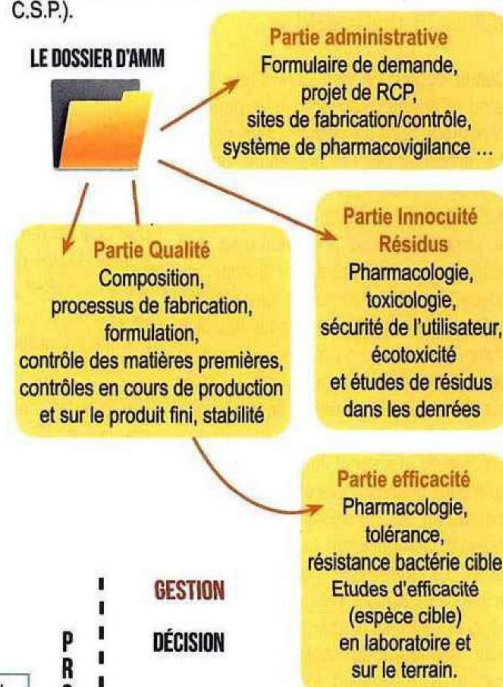 C.S.P.).
LE DOSSIER D'AMM
Partie administrative
Formulaire de demande,
projet de RCP,
sites de fabrication/contrôle,
système de pharmacovigilance ...
Partie Innocuité
Résidus
Pharmacologie,
toxicologie,
sécurité de l'utilisateur,
écotoxicité
et études de résidus
dans les denrées
Partie Qualité
Composition,
processus de fabrication,
formulation,
contrôle des matières premières,
contrôles en cours de production
et sur le produit fini, stabilité
Partie efficacité
Pharmacologie,
tolérance,
résistance bactérie cible
Etudes d'efficacité
(espèce cible)
en laboratoire et
sur le terrain.
GESTION
DÉCISION
P
R